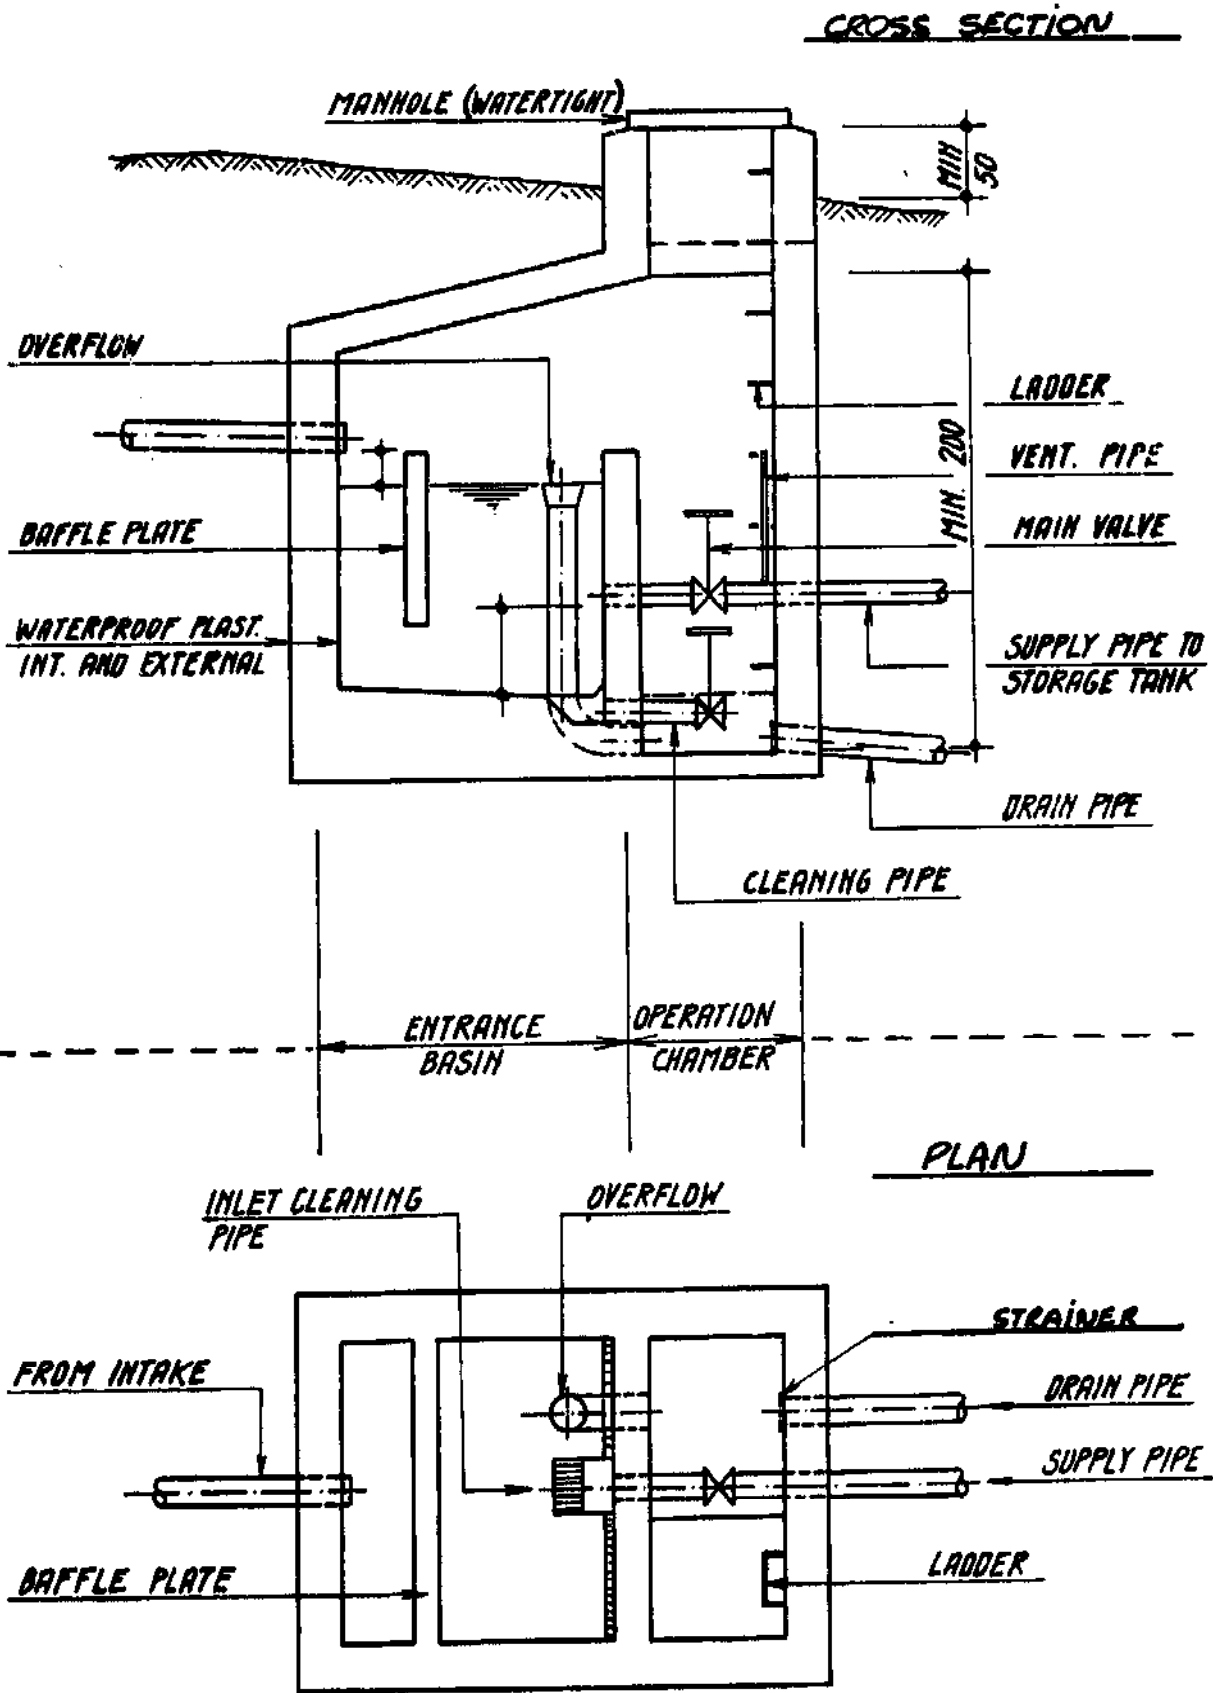 CROSS SECTION
MANHOLE (WATERTIGHT)
MIN
50
OVERFLOW
LADDER
MIN. 200
VENT. PIPE
BAFFLE PLATE
MAIN VALVE
WATERPROOF PLAST.
INT. AND EXTERNAL
SUPPLY PIPE TO
STORAGE TANK
DRAIN PIPE
CLEANING PIPE
ENTRANCE
BASIN
OPERATION
CHAMBER
PLAN
INLET CLEANING
PIPE
OVERFLOW
STRAINER
FROM INTAKE
DRAIN PIPE
SUPPLY PIPE
BAFFLE PLATE
LADDER